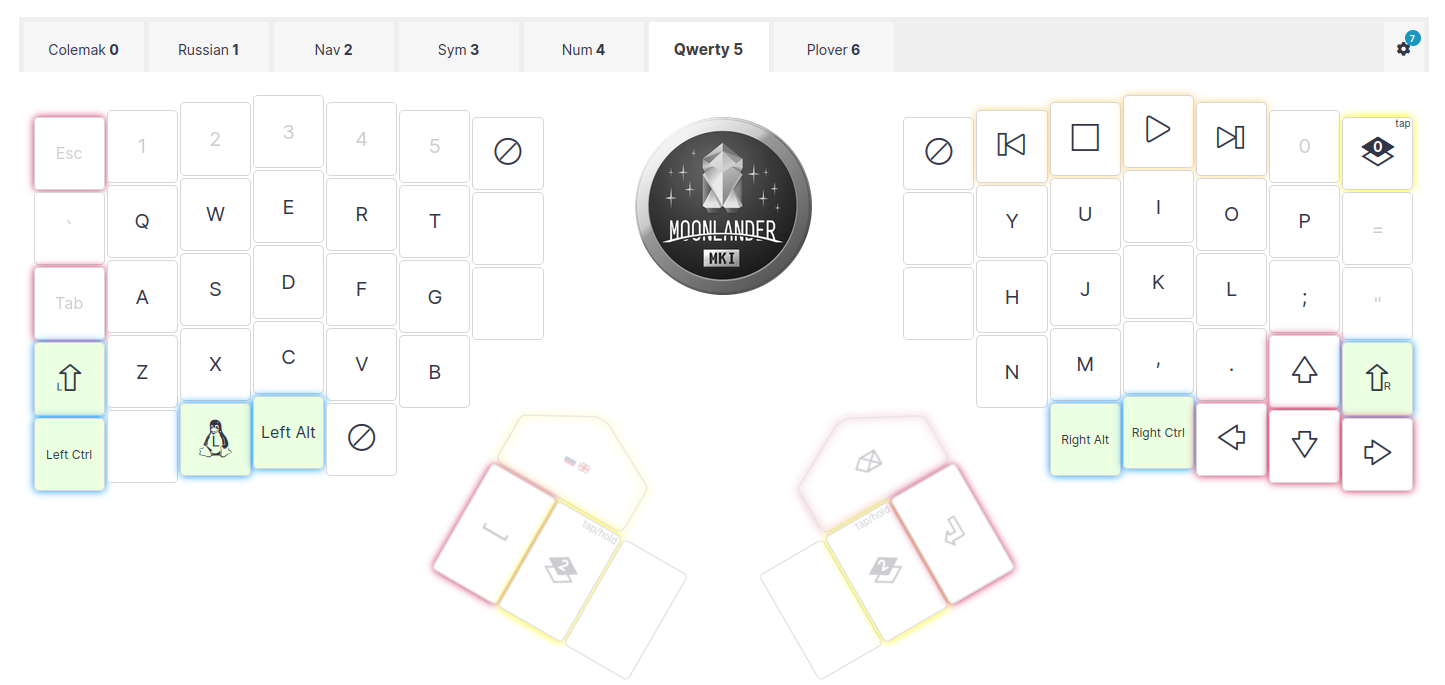 Colemak 0 Russian 1 Nav 2 Sym 3 Num 4 Qwerty 5 Plover 6 7
Esc 1 2 3 4 5 0 tap 0
` Q W E R T Y U I O P =
Tab A S D F G H J K L ; "
L Z X C V B N M , . R
Left Ctrl L Left Alt Right Alt Right Ctrl
MOONLANDER
MKI
tap/hold 2 tap/hold 2